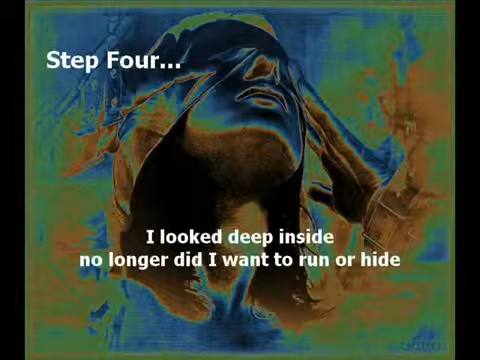 Step Four...
I looked deep inside
no longer did I want to run or hide